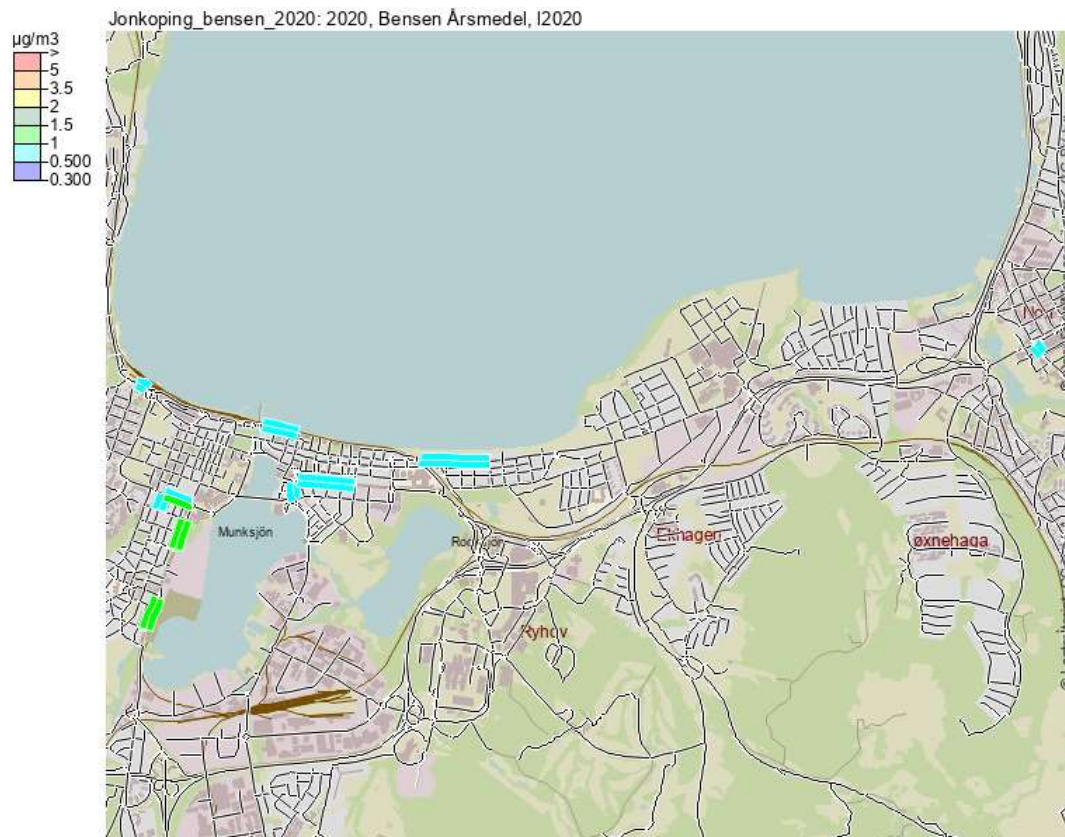 Jonkoping_bensen_2020: 2020, Bensen Årsmedel, I2020
µg/m3
>
5
3.5
2
1.5
1
0.500
0.300
Munksjön
Ekhagen
øxnehaga
Ryhov